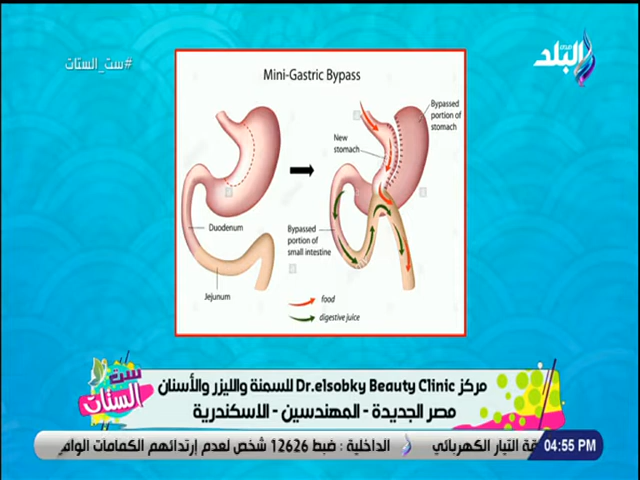 #ست_الستات
صدى البلد
Mini-Gastric Bypass
Bypassed
portion of
stomach
New
stomach
Duodenum
Bypassed
portion of
small intestine
Jejunum
food
digestive juice
ست
الستات
مركز Dr.elsobky Beauty Clinic للسمنة والليزر والأسنان
مصر الجديدة - المهندسين - الاسكندرية
04:55 PM
قة التيار الكهربائي
الداخلية : ضبط 12626 شخص لعدم إرتدائهم الكمامات الواقي